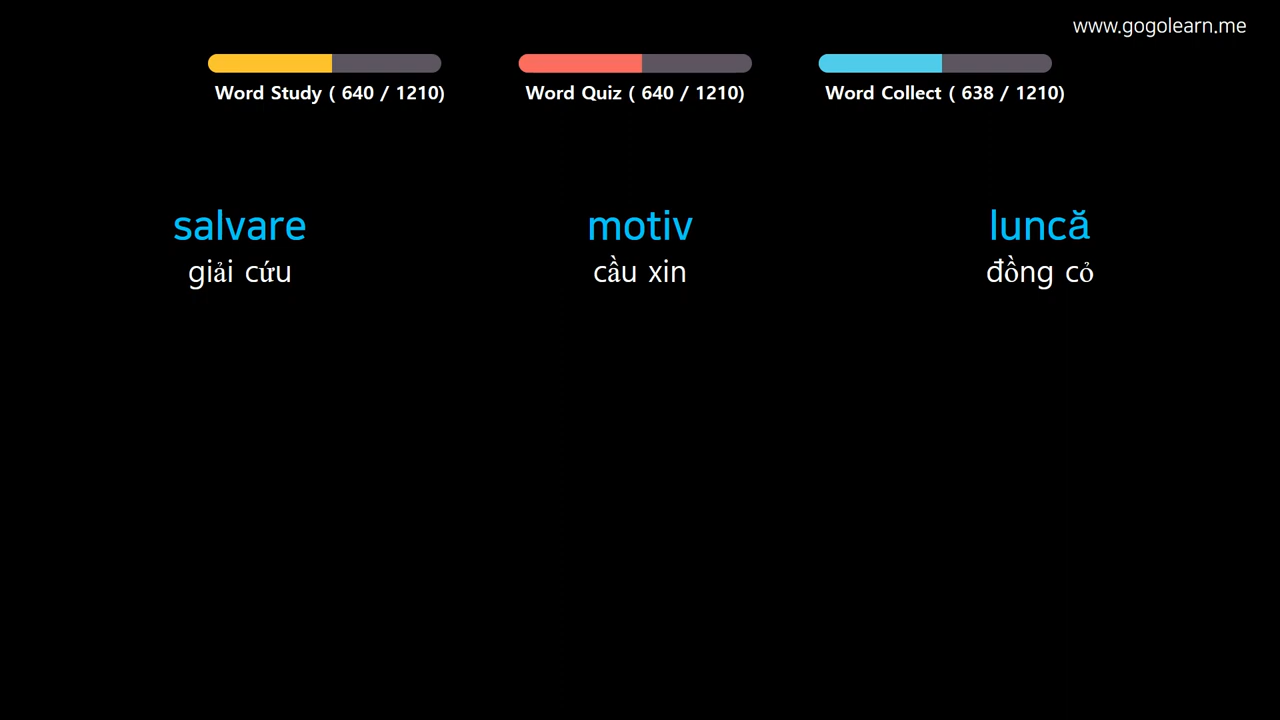 www.gogolearn.me
Word Study ( 640 / 1210)
Word Quiz ( 640 / 1210)
Word Collect ( 638 / 1210)
salvare
giải cứu
motiv
cầu xin
luncă
đồng cỏ